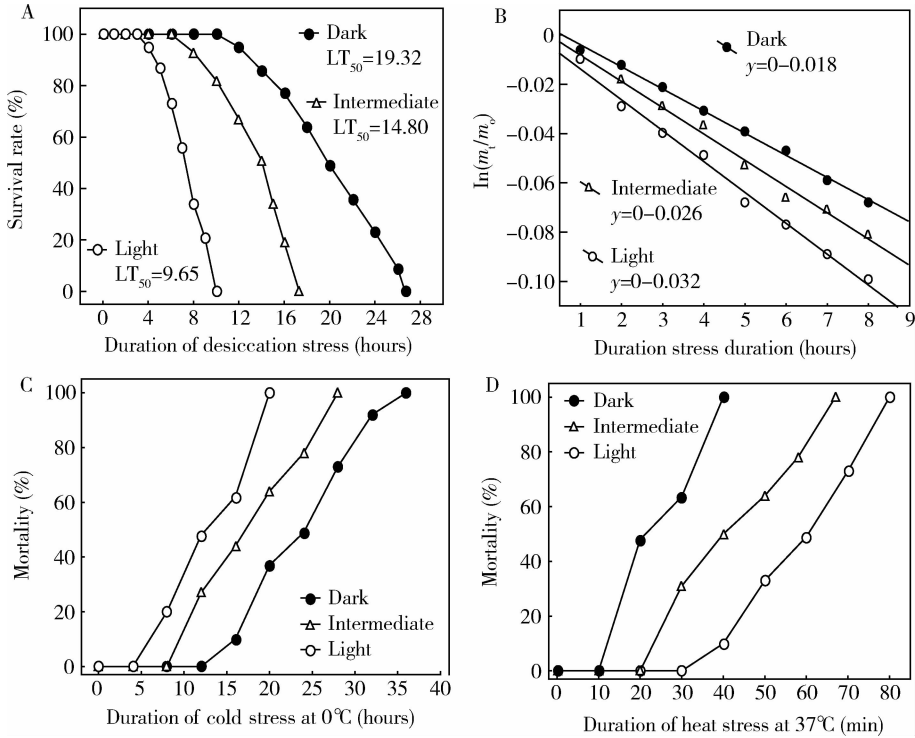 A
100
80
60
40
20
0
Survival rate (%)
Dark
LT50=19.32
Intermediate
LT50=14.80
Light
LT50=9.65
0 4 8 12 16 20 24 28
Duration of desiccation stress (hours)
B
0
−0.02
−0.04
−0.06
−0.08
−0.10
ln(mt/mo)
Dark
y=0−0.018
Intermediate
y=0−0.026
Light
y=0−0.032
1 2 3 4 5 6 7 8 9
Duration stress duration (hours)
C
100
80
60
40
20
0
Mortality (%)
Dark
Intermediate
Light
0 5 10 15 20 25 30 35 40
Duration of cold stress at 0℃ (hours)
D
100
80
60
40
20
0
Mortality (%)
Dark
Intermediate
Light
0 10 20 30 40 50 60 70 80
Duration of heat stress at 37℃ (min)